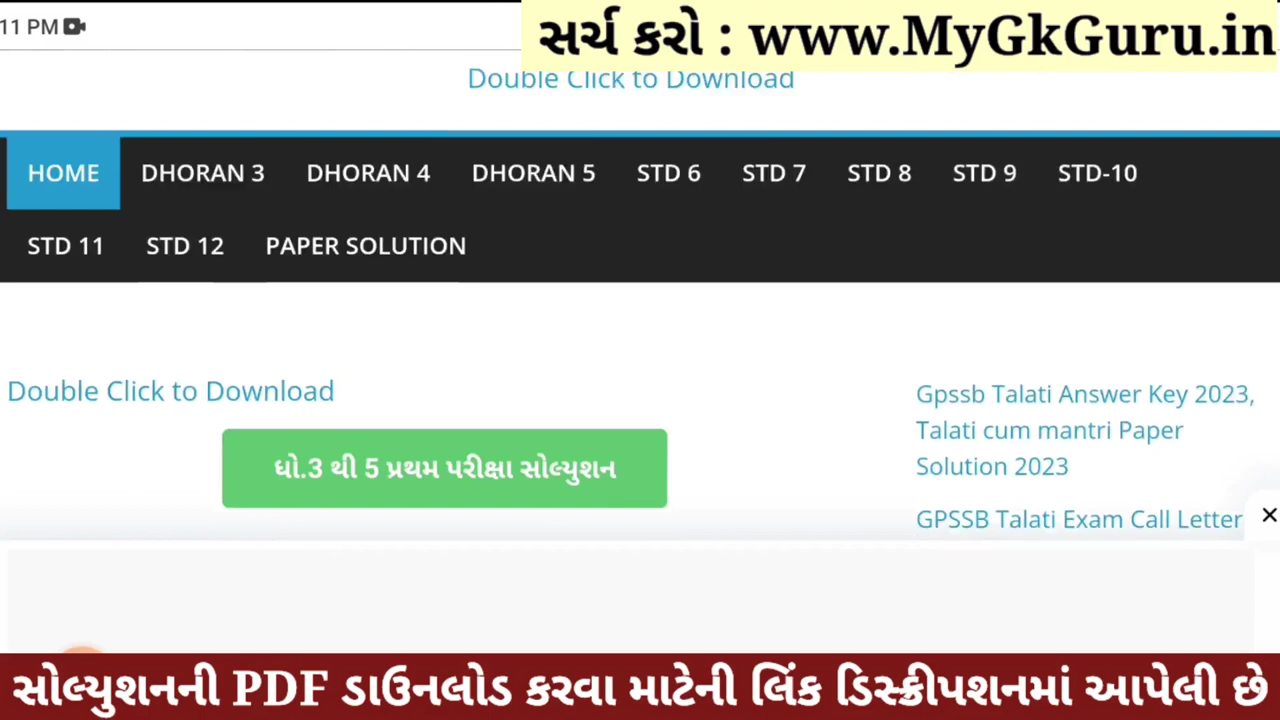 11 PM
સર્ચ કરો : www.MyGkGuru.in
Double Click to Download
HOME DHORAN 3 DHORAN 4 DHORAN 5 STD 6 STD 7 STD 8 STD 9 STD-10
STD 11 STD 12 PAPER SOLUTION
Double Click to Download
ધો.3 થી 5 પ્રથમ પરીક્ષા સોલ્યુશન
Gpssb Talati Answer Key 2023,
Talati cum mantri Paper
Solution 2023
GPSSB Talati Exam Call Letter
સોલ્યુશનની PDF ડાઉનલોડ કરવા માટેની લિંક ડિસ્ક્રીપશનમાં આપેલી છે